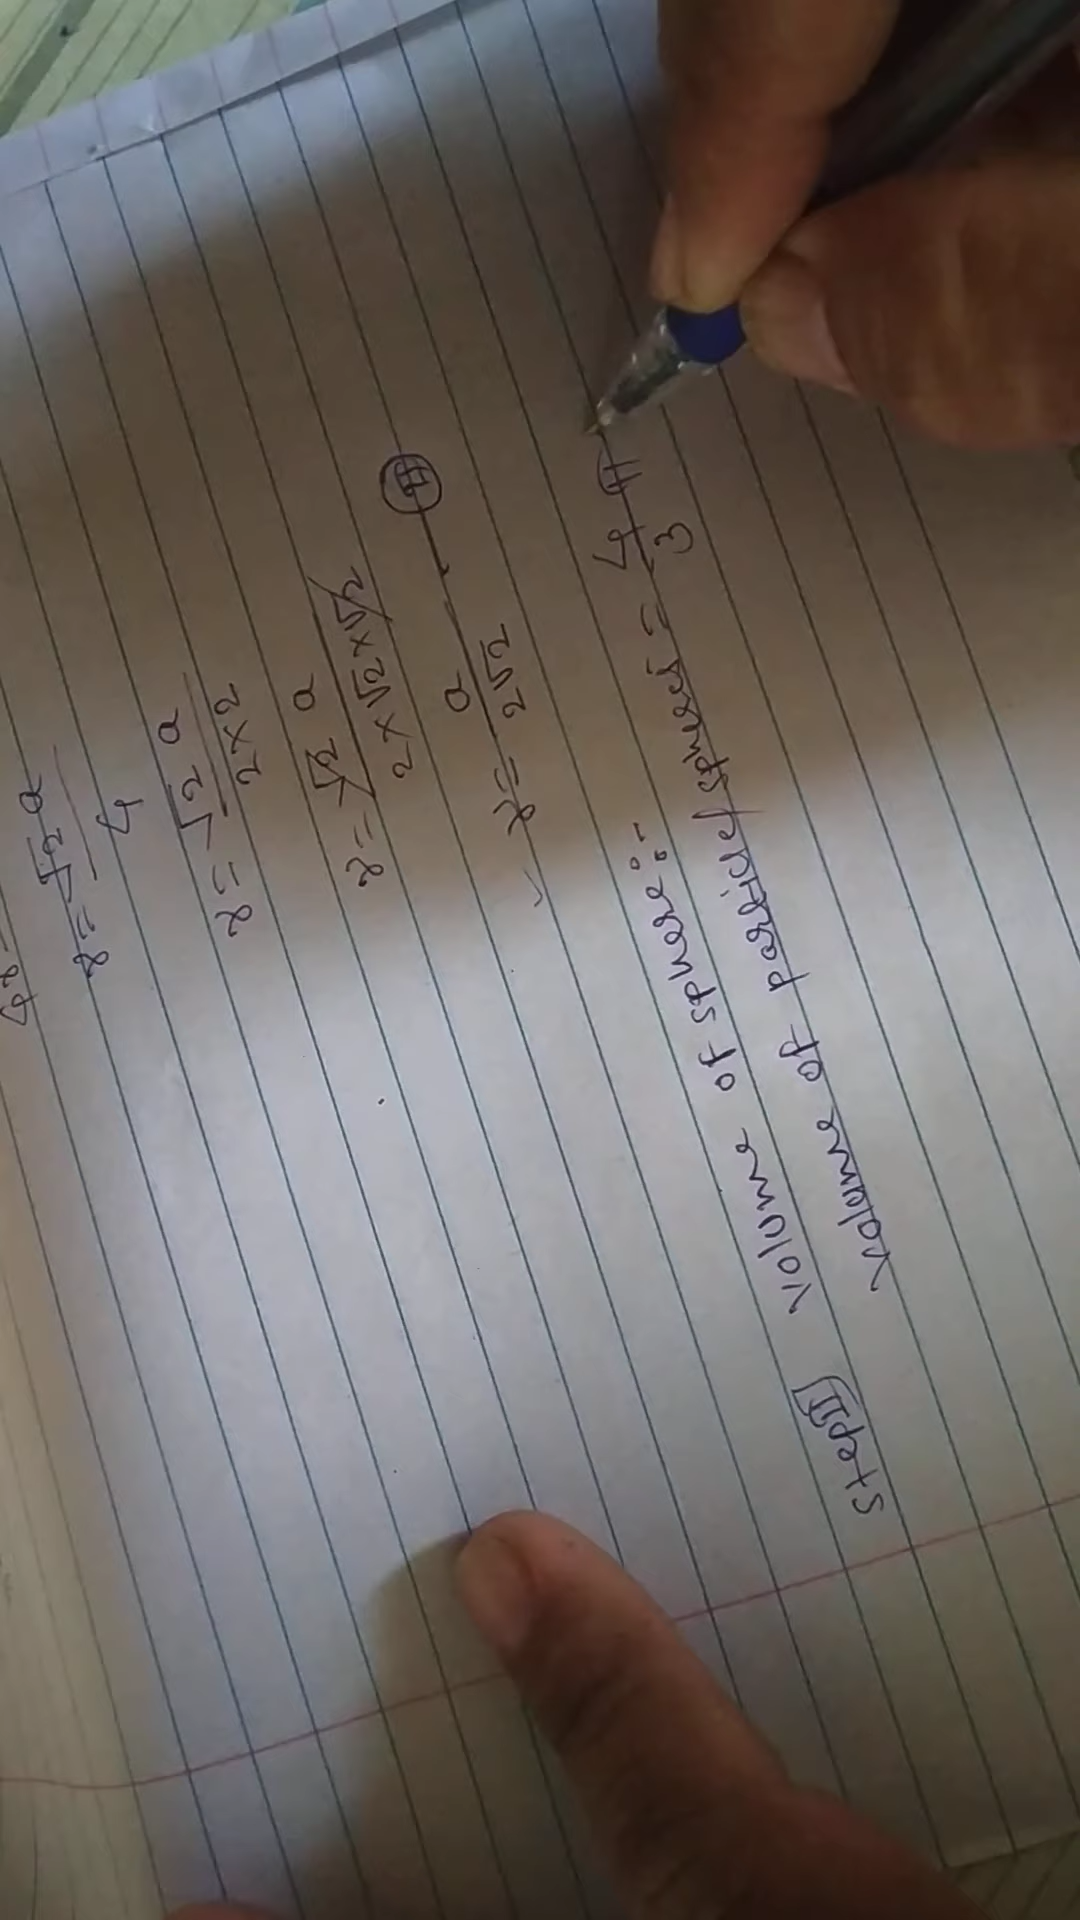 4r =
r = √2 a / 4
r = √2 a / 2×2
r = √2 a / 2×√2×√2
r = a / 2√2 —
Step II Volume of sphere:-
Volume of particle/spheres = 4/3 π